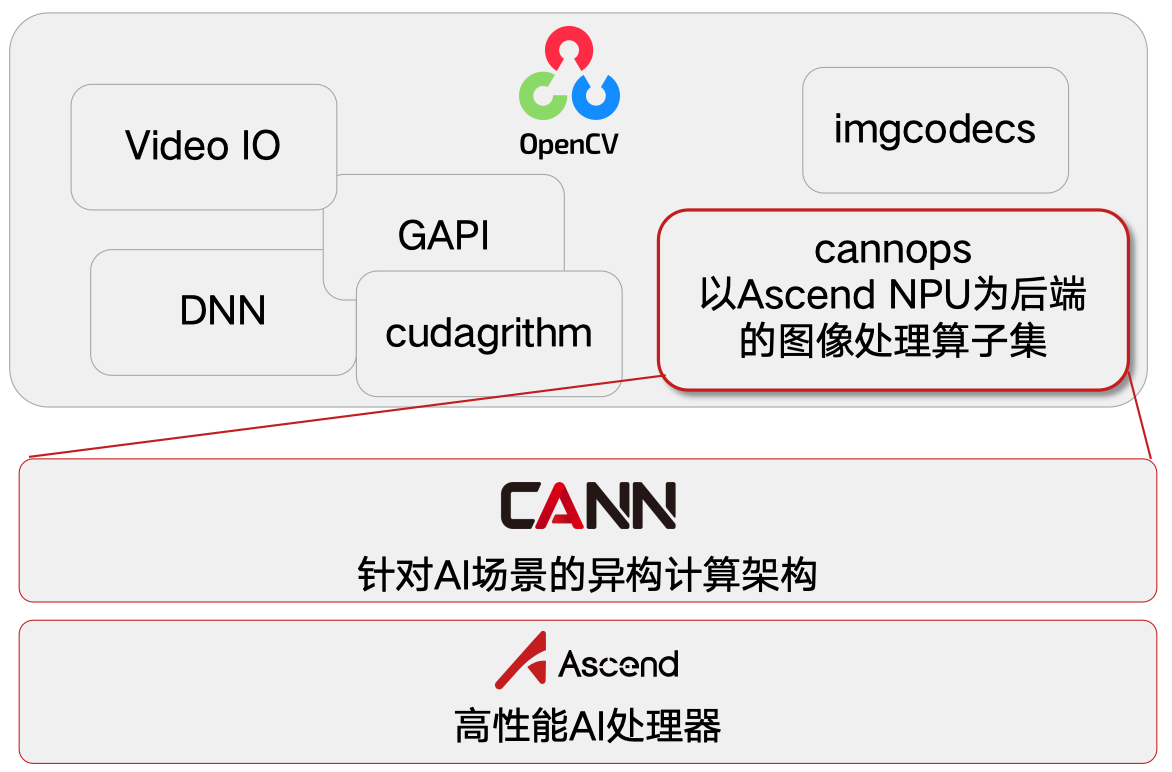 OpenCV
Video IO
imgcodecs
GAPI
DNN
cudagrithm
cannops
以Ascend NPU为后端
的图像处理算子集
CANN
针对AI场景的异构计算架构
Ascend
高性能AI处理器